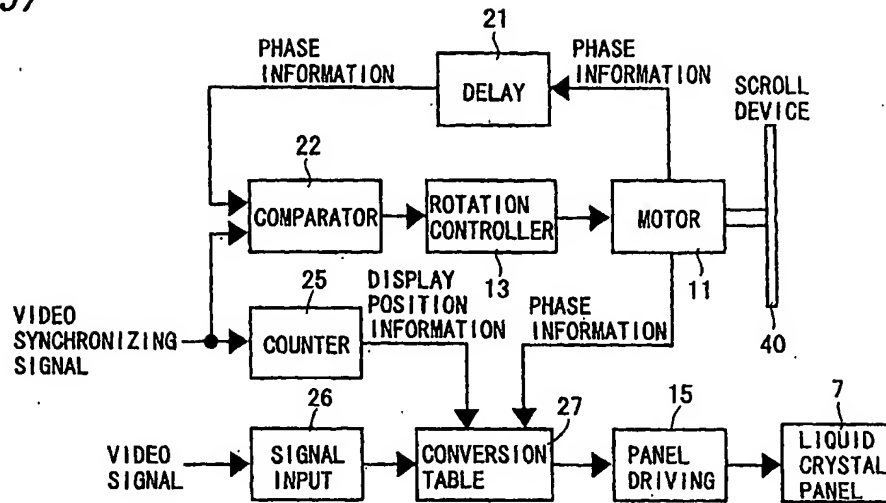 21
PHASE
INFORMATION
DELAY
PHASE
INFORMATION
SCROLL
DEVICE
22
COMPARATOR
ROTATION
CONTROLLER
13
MOTOR
11
40
VIDEO
SYNCHRONIZING
SIGNAL
25
COUNTER
DISPLAY
POSITION
INFORMATION
PHASE
INFORMATION
VIDEO
SIGNAL
26
SIGNAL
INPUT
27
CONVERSION
TABLE
15
PANEL
DRIVING
7
LIQUID
CRYSTAL
PANEL